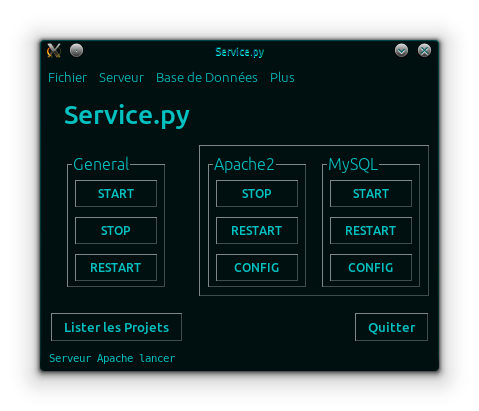 Service.py
Fichier Serveur Base de Données Plus
Service.py
General
START
STOP
RESTART
Apache2
STOP
RESTART
CONFIG
MySQL
START
RESTART
CONFIG
Lister les Projets
Quitter
Serveur Apache lancer